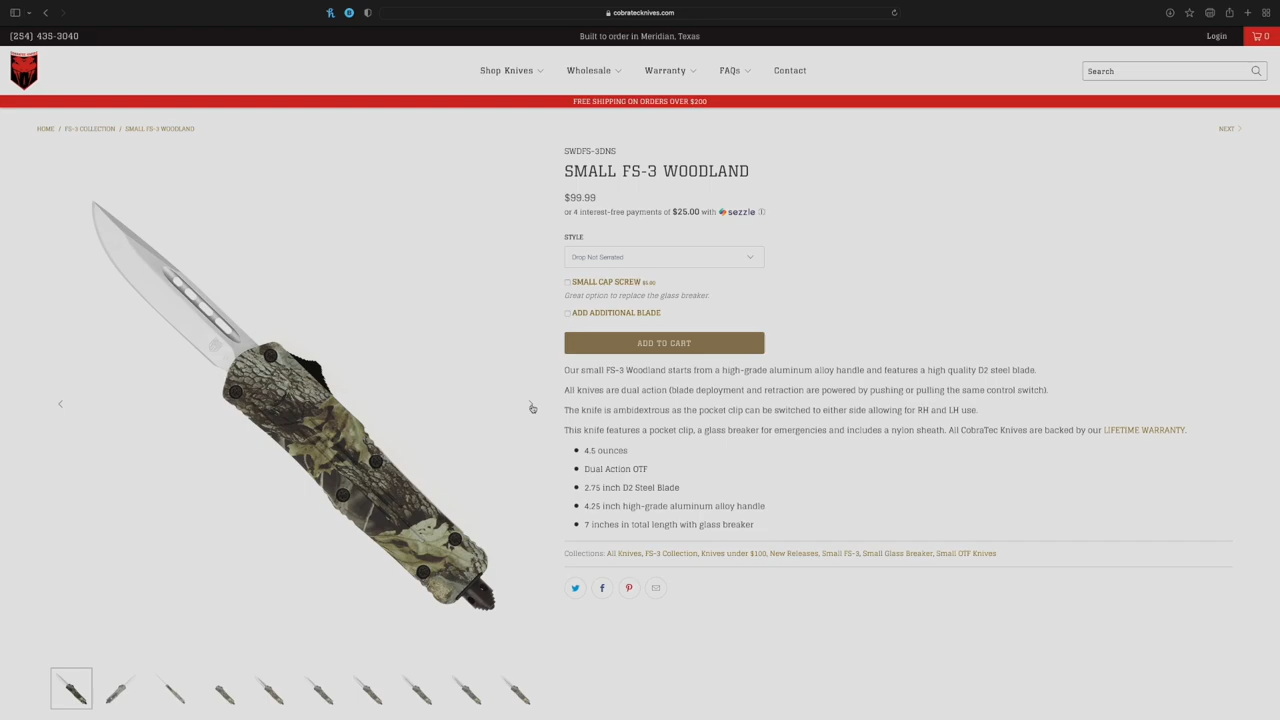 cobratecknives.com
(254) 435-3040
Built to order in Meridian, Texas
Login
0
Shop Knives
Wholesale
Warranty
FAQs
Contact
Search
FREE SHIPPING ON ORDERS OVER $200
HOME / FS-3 COLLECTION / SMALL FS-3 WOODLAND
NEXT
SWDFS-3DNS
SMALL FS-3 WOODLAND
$99.99
or 4 interest-free payments of $25.00 with sezzle
STYLE
Drop Not Serrated
SMALL CAP SCREW $5.00
Great option to replace the glass breaker.
ADD ADDITIONAL BLADE
ADD TO CART
Our small FS-3 Woodland starts from a high-grade aluminum alloy handle and features a high quality D2 steel blade.
All knives are dual action (blade deployment and retraction are powered by pushing or pulling the same control switch).
The knife is ambidextrous as the pocket clip can be switched to either side allowing for RH and LH use.
This knife features a pocket clip, a glass breaker for emergencies and includes a nylon sheath. All CobraTec Knives are backed by our LIFETIME WARRANTY.
4.5 ounces
Dual Action OTF
2.75 inch D2 Steel Blade
4.25 inch high-grade aluminum alloy handle
7 inches in total length with glass breaker
Collections: All Knives, FS-3 Collection, Knives under $100, New Releases, Small FS-3, Small Glass Breaker, Small OTF Knives